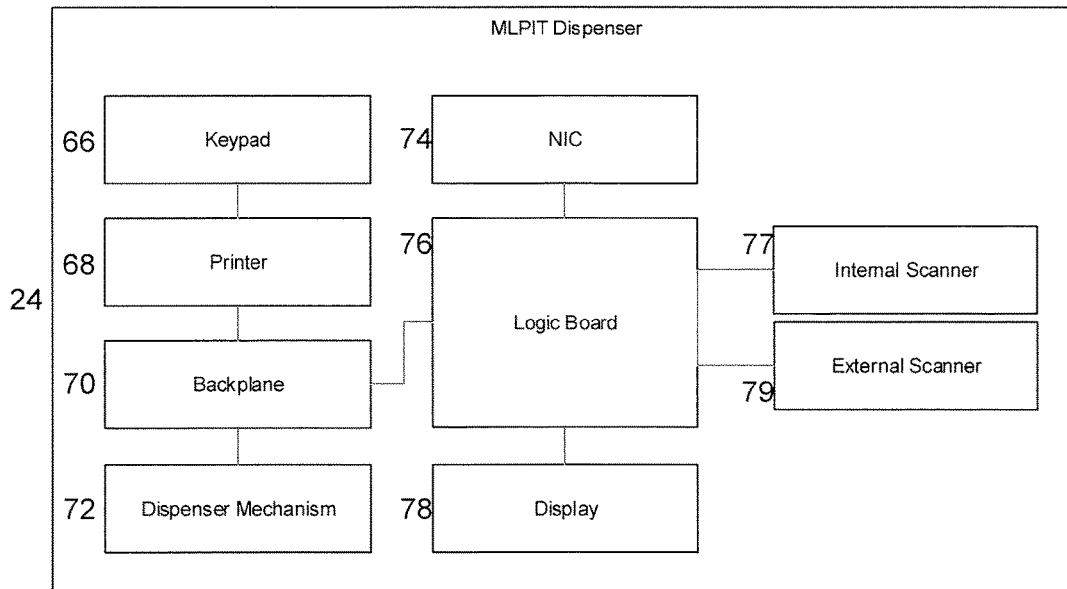 MLPIT Dispenser
66
Keypad
74
NIC
68
Printer
76
77
Internal Scanner
24
Logic Board
70
Backplane
79
External Scanner
72
Dispenser Mechanism
78
Display